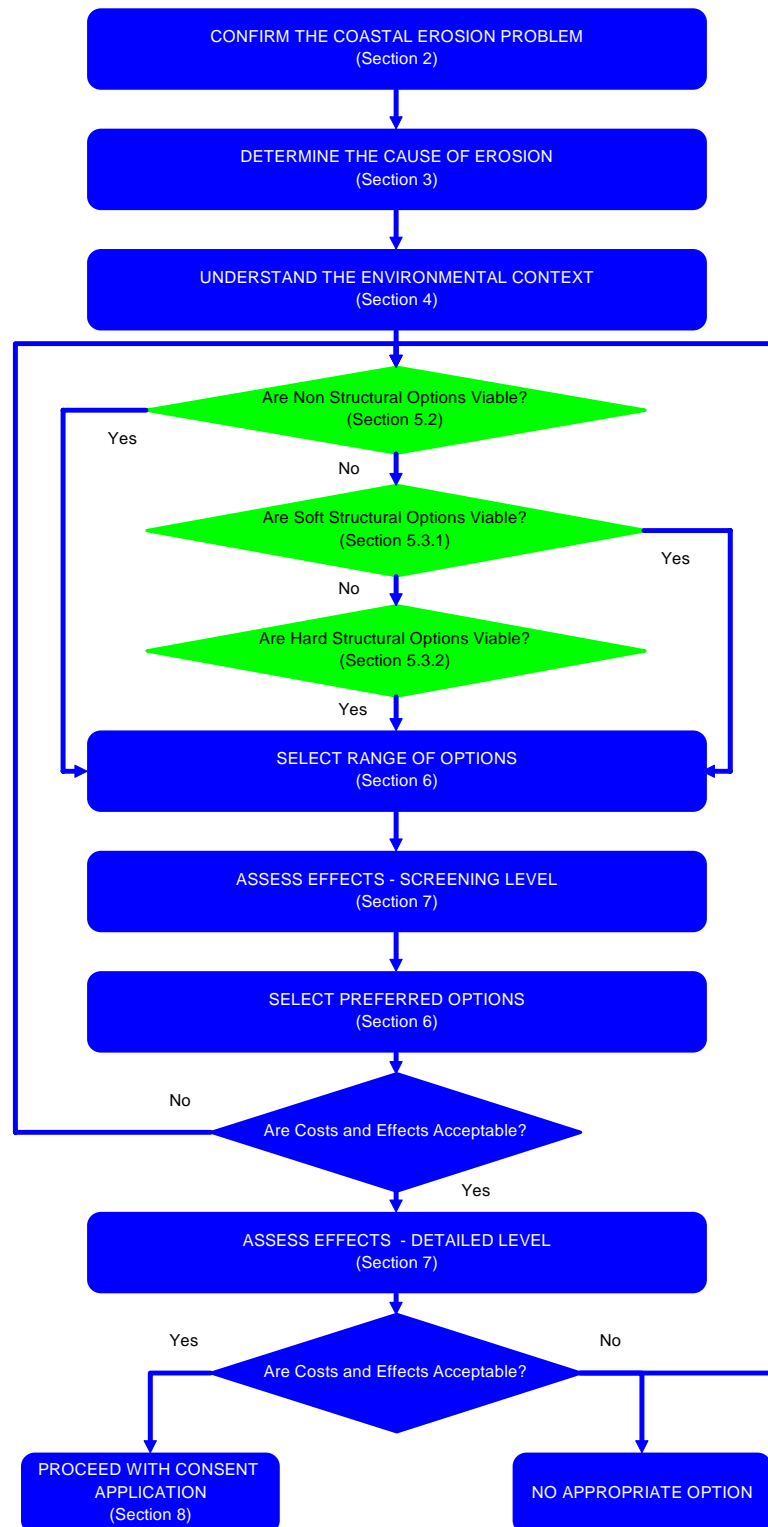 CONFIRM THE COASTAL EROSION PROBLEM
(Section 2)
DETERMINE THE CAUSE OF EROSION
(Section 3)
UNDERSTAND THE ENVIRONMENTAL CONTEXT
(Section 4)
Are Non Structural Options Viable?
(Section 5.2)
Yes
No
Are Soft Structural Options Viable?
(Section 5.3.1)
Yes
No
Are Hard Structural Options Viable?
(Section 5.3.2)
Yes
SELECT RANGE OF OPTIONS
(Section 6)
ASSESS EFFECTS - SCREENING LEVEL
(Section 7)
SELECT PREFERRED OPTIONS
(Section 6)
No
Are Costs and Effects Acceptable?
Yes
ASSESS EFFECTS - DETAILED LEVEL
(Section 7)
Yes
No
Are Costs and Effects Acceptable?
PROCEED WITH CONSENT
APPLICATION
(Section 8)
NO APPROPRIATE OPTION